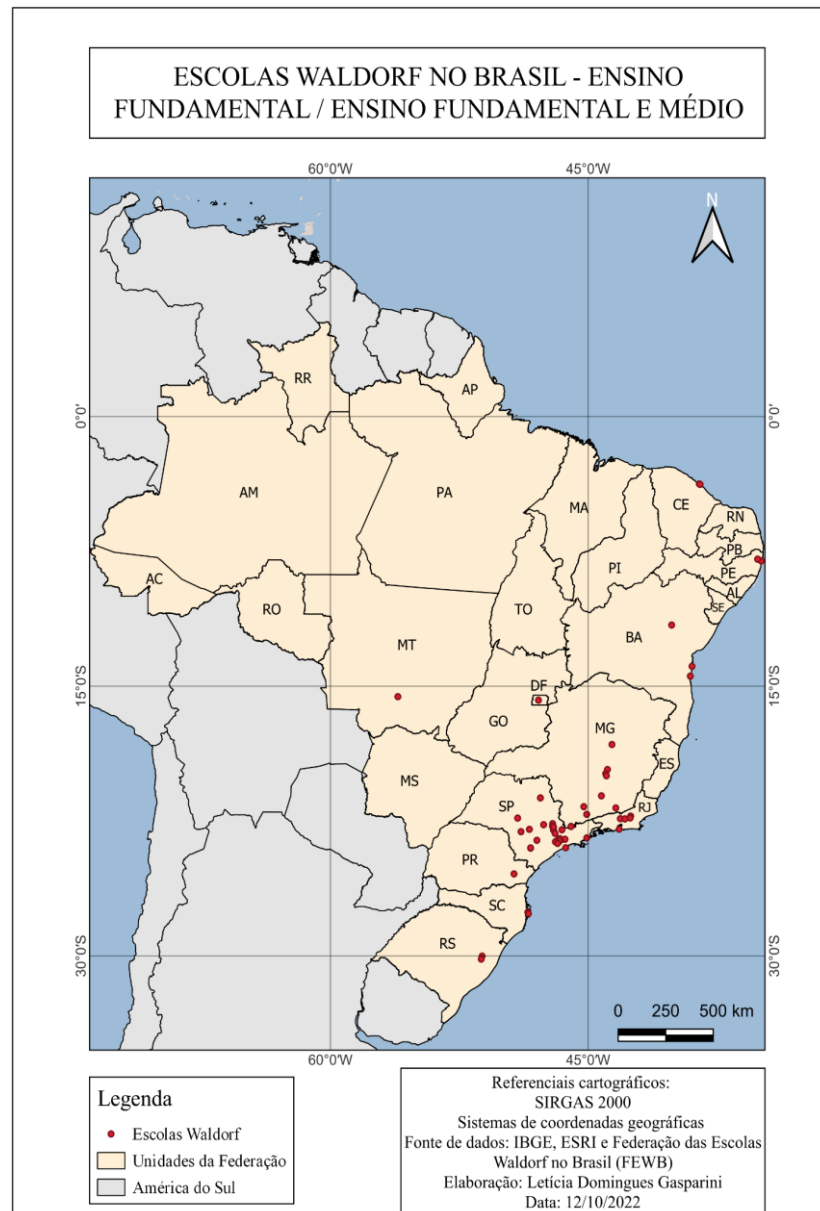 ESCOLAS WALDORF NO BRASIL - ENSINO
FUNDAMENTAL / ENSINO FUNDAMENTAL E MÉDIO
60°0'W
45°0'W
N
RR
AP
0°0'
0°0'
AM
PA
MA
CE
RN
PB
PE
AL
SE
PI
AC
RO
TO
BA
MT
15°0'S
15°0'S
DF
GO
MG
ES
MS
SP
RJ
PR
SC
RS
30°0'S
30°0'S
0 250 500 km
60°0'W
45°0'W
Legenda
Escolas Waldorf
Unidades da Federação
América do Sul
Referenciais cartográficos:
SIRGAS 2000
Sistemas de coordenadas geográficas
Fonte de dados: IBGE, ESRI e Federação das Escolas
Waldorf no Brasil (FEWB)
Elaboração: Letícia Domingues Gasparini
Data: 12/10/2022